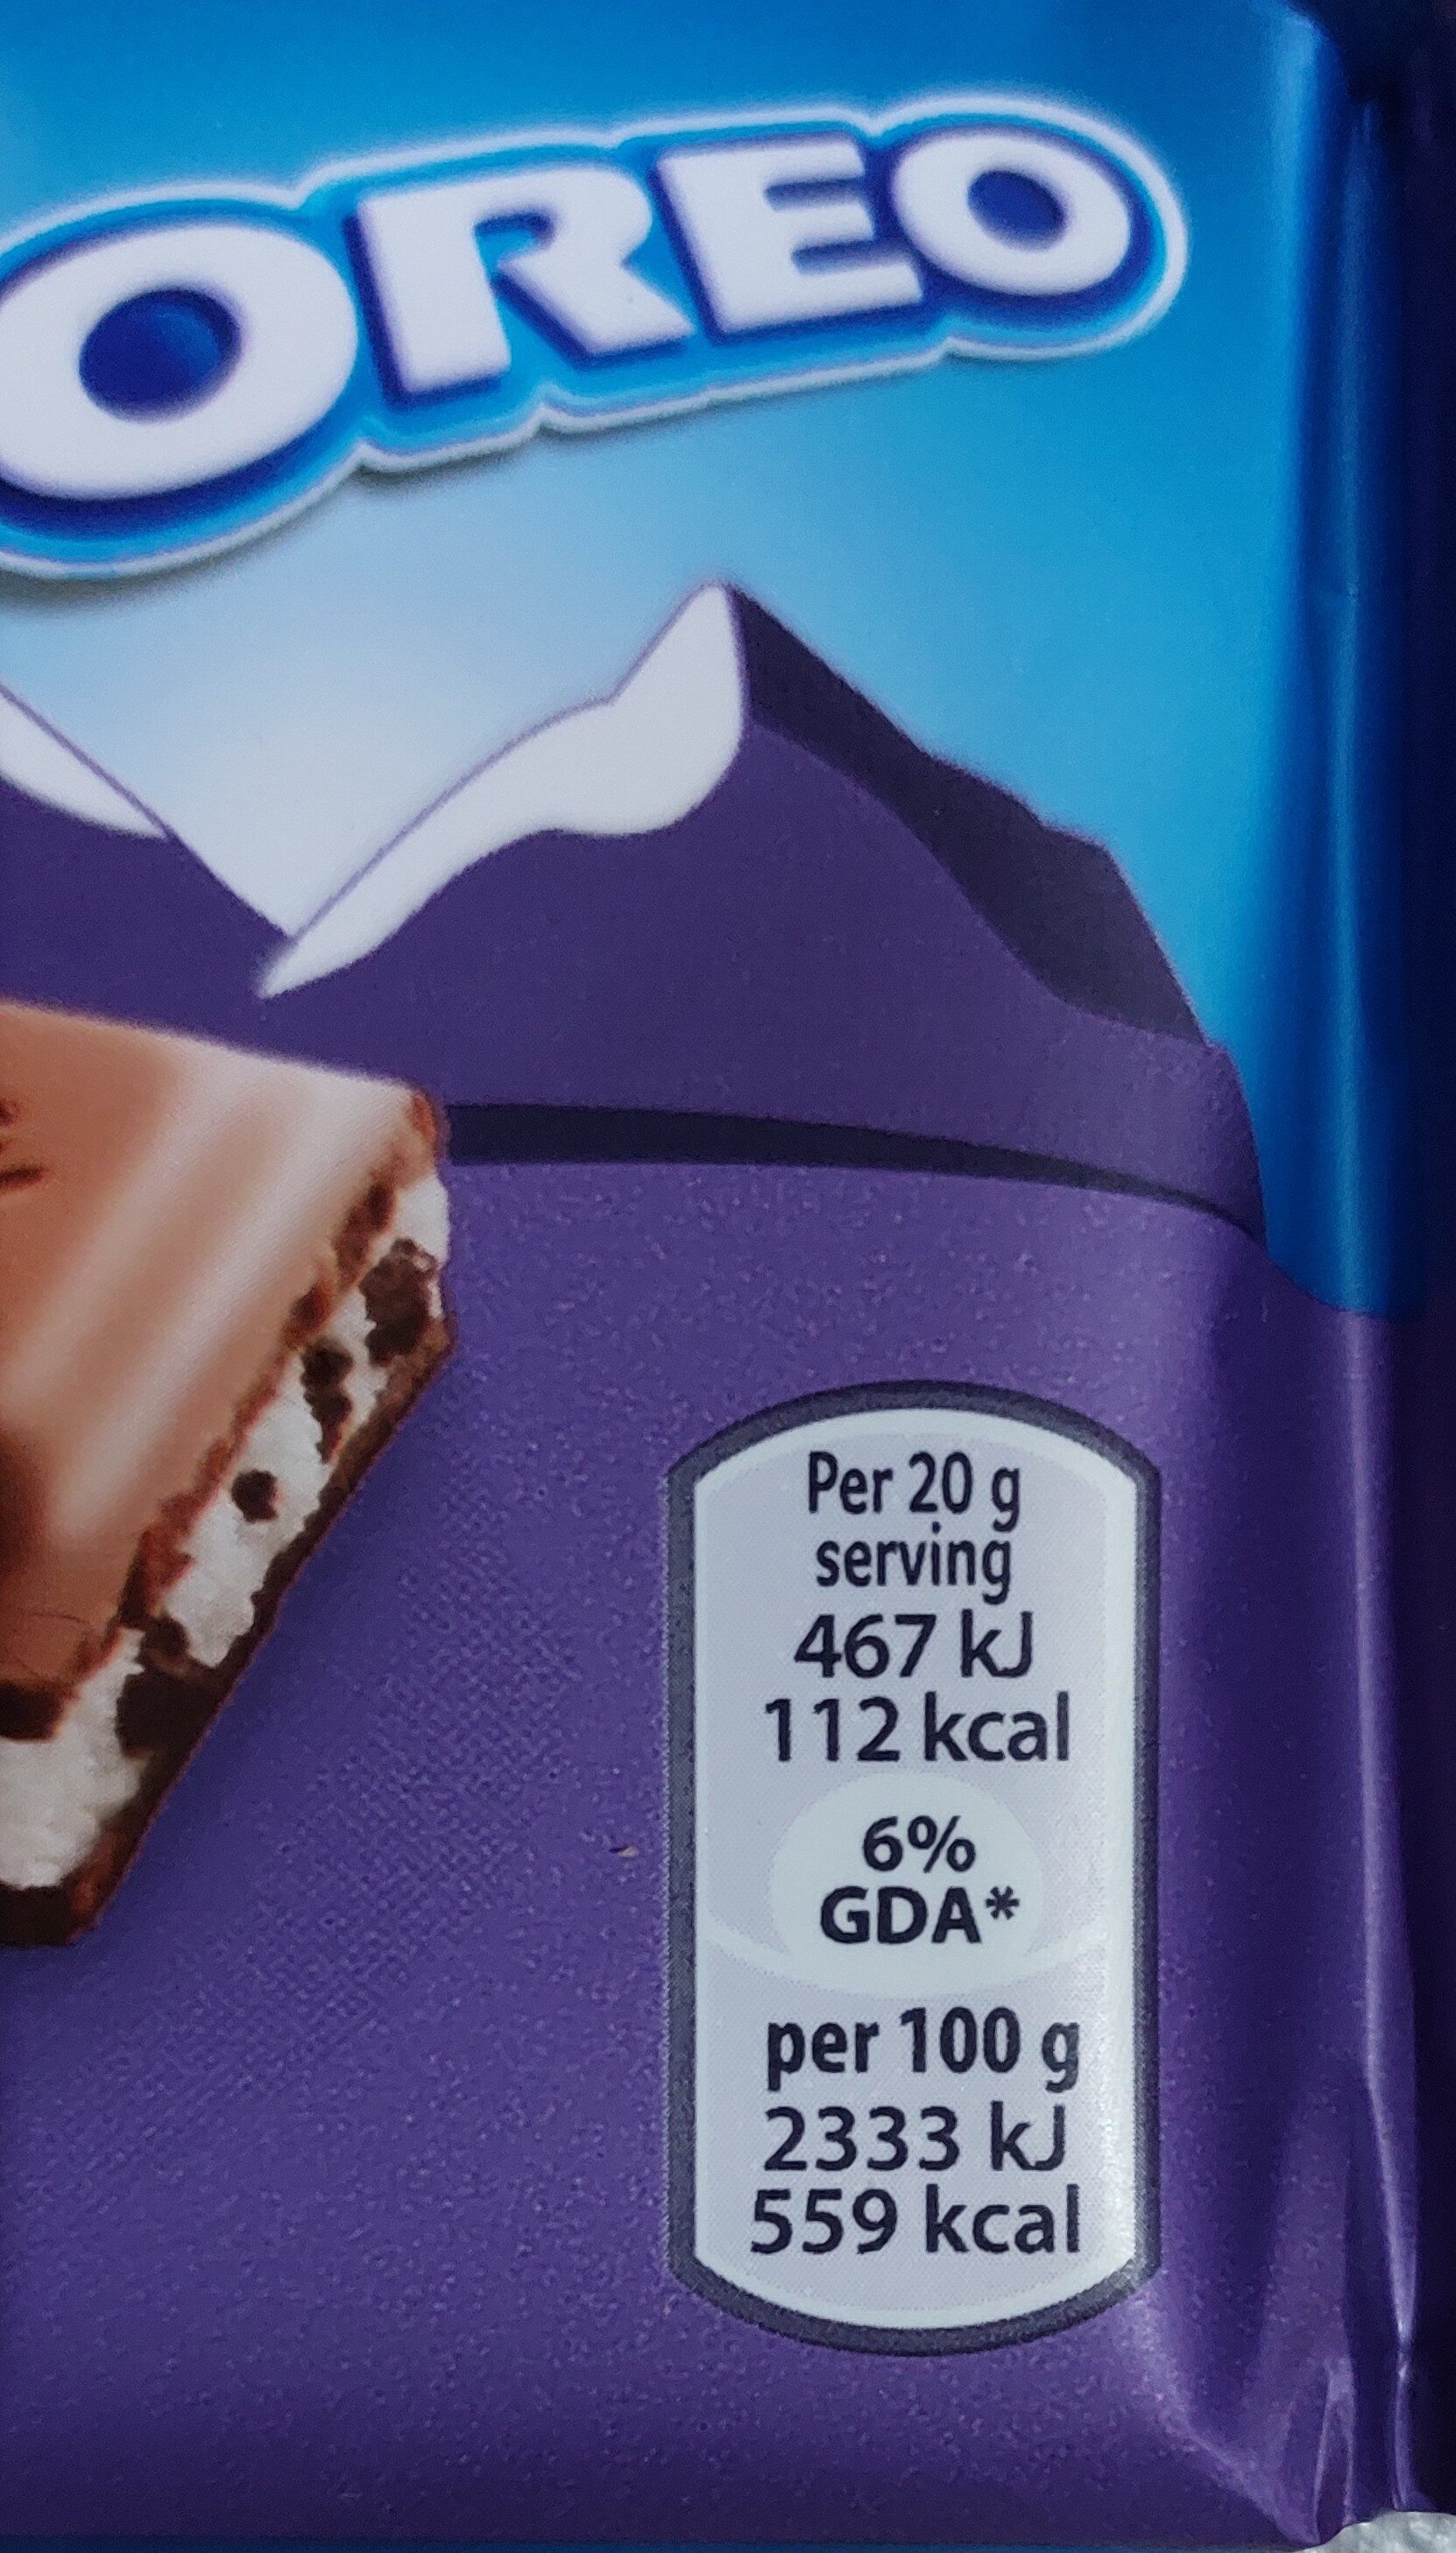 OREO
Per 20 g
serving
467 kJ
112 kcal
6%
GDA*
per 100 g
2333 kJ
559 kcal